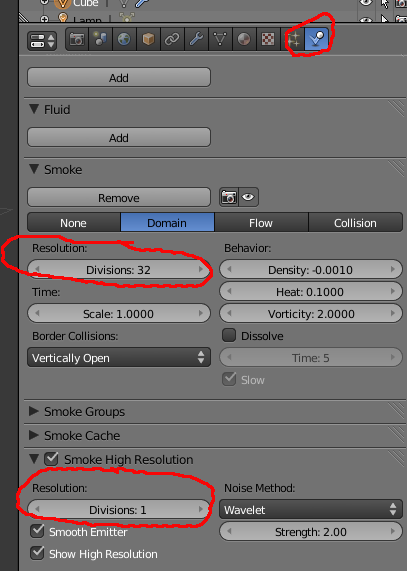 Cube
Lamp
Add
Fluid
Add
Smoke
Remove
None Domain Flow Collision
Resolution: Behavior:
Divisions: 32 Density: -0.0010
Time: Heat: 0.1000
Scale: 1.0000 Vorticity: 2.0000
Border Collisions: Dissolve
Vertically Open Time: 5
Slow
Smoke Groups
Smoke Cache
Smoke High Resolution
Resolution: Noise Method:
Divisions: 1 Wavelet
Smooth Emitter Strength: 2.00
Show High Resolution